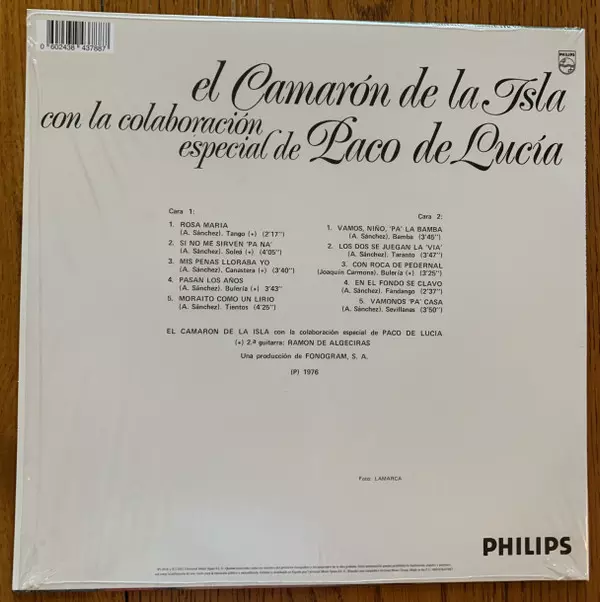 0 602438 437887
PHILIPS
el Camarón de la Isla
con la colaboración
especial de Paco de Lucía
Cara 1:
1. ROSA MARIA
(A. Sánchez). Tango (*) (2'17")
2. SI NO ME SIRVEN 'PA NA'
(A. Sánchez). Soleá (*) (4'05")
3. MIS PENAS LLORABA YO
(A. Sánchez). Canastera (*) (3'40")
4. PASAN LOS AÑOS
(A. Sánchez). Bulería (*) 3'43"
5. MORAITO COMO UN LIRIO
(A. Sánchez). Tientos (4'25")
Cara 2:
1. VAMOS, NIÑO, 'PA' LA BAMBA
(A. Sánchez). Bamba (3'45")
2. LOS DOS SE JUEGAN LA 'VIA'
(A. Sánchez). Taranto (3'47")
3. CON ROCA DE PEDERNAL
(Joaquín Carmona). Bulería (*) (3'25")
4. EN EL FONDO SE CLAVO
(A. Sánchez). Fandango (2'37")
5. VAMONOS 'PA' CASA
(A. Sánchez). Sevillanas (3'50")
EL CAMARON DE LA ISLA con la colaboración especial de PACO DE LUCIA
(*) 2.ª guitarra: RAMON DE ALGECIRAS
Una producción de FONOGRAM, S. A.
(P) 1976
Foto: LAMARCA
PHILIPS